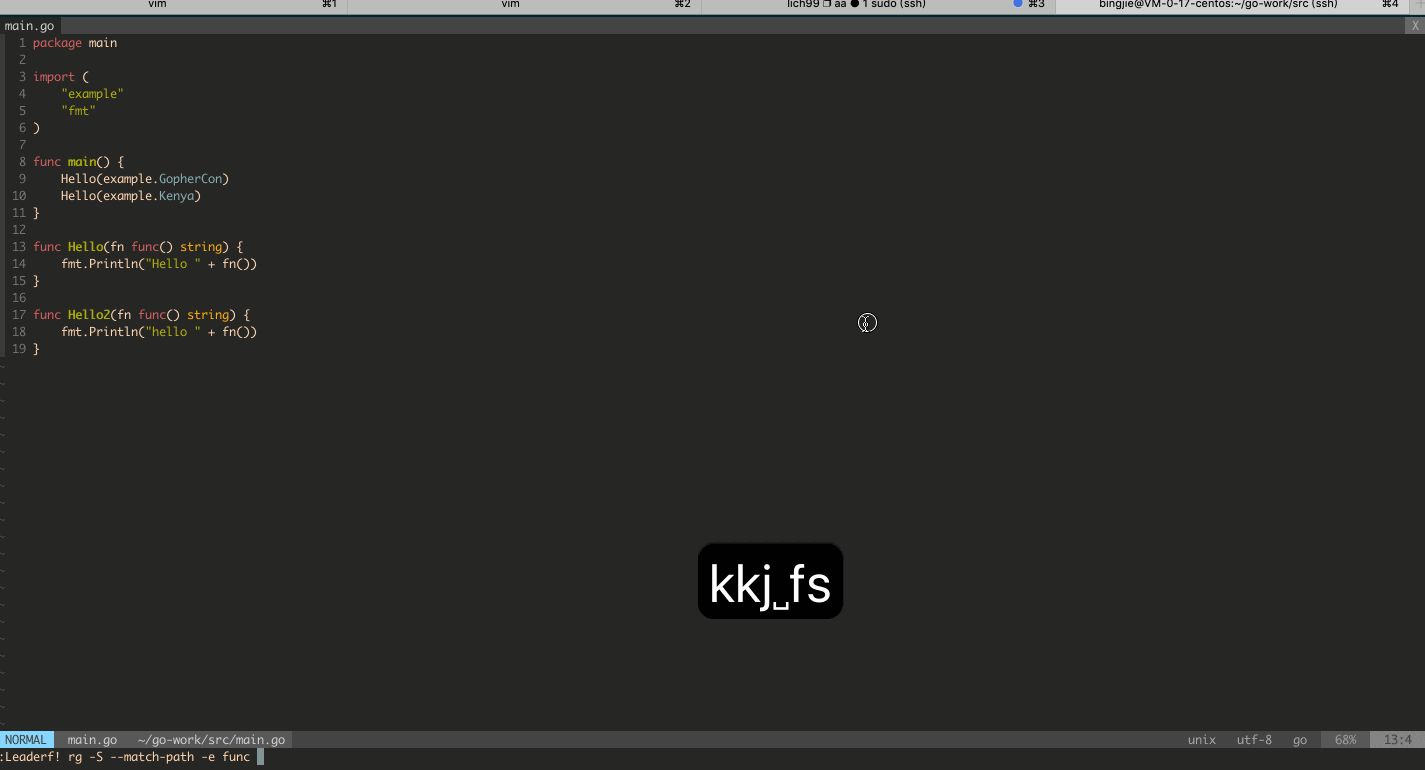 vim ⌘1 vim ⌘2 lich99 ❐ aa ● 1 sudo (ssh) ⌘3 bingjie@VM-0-17-centos:~/go-work/src (ssh) ⌘4
main.go X
1 package main
2
3 import (
4     "example"
5     "fmt"
6 )
7
8 func main() {
9     Hello(example.GopherCon)
10     Hello(example.Kenya)
11 }
12
13 func Hello(fn func() string) {
14     fmt.Println("Hello " + fn())
15 }
16
17 func Hello2(fn func() string) {
18     fmt.Println("hello " + fn())
19 }
kkj␣fs
NORMAL main.go ~/go-work/src/main.go unix utf-8 go 68% 13:4
:Leaderf! rg -S --match-path -e func